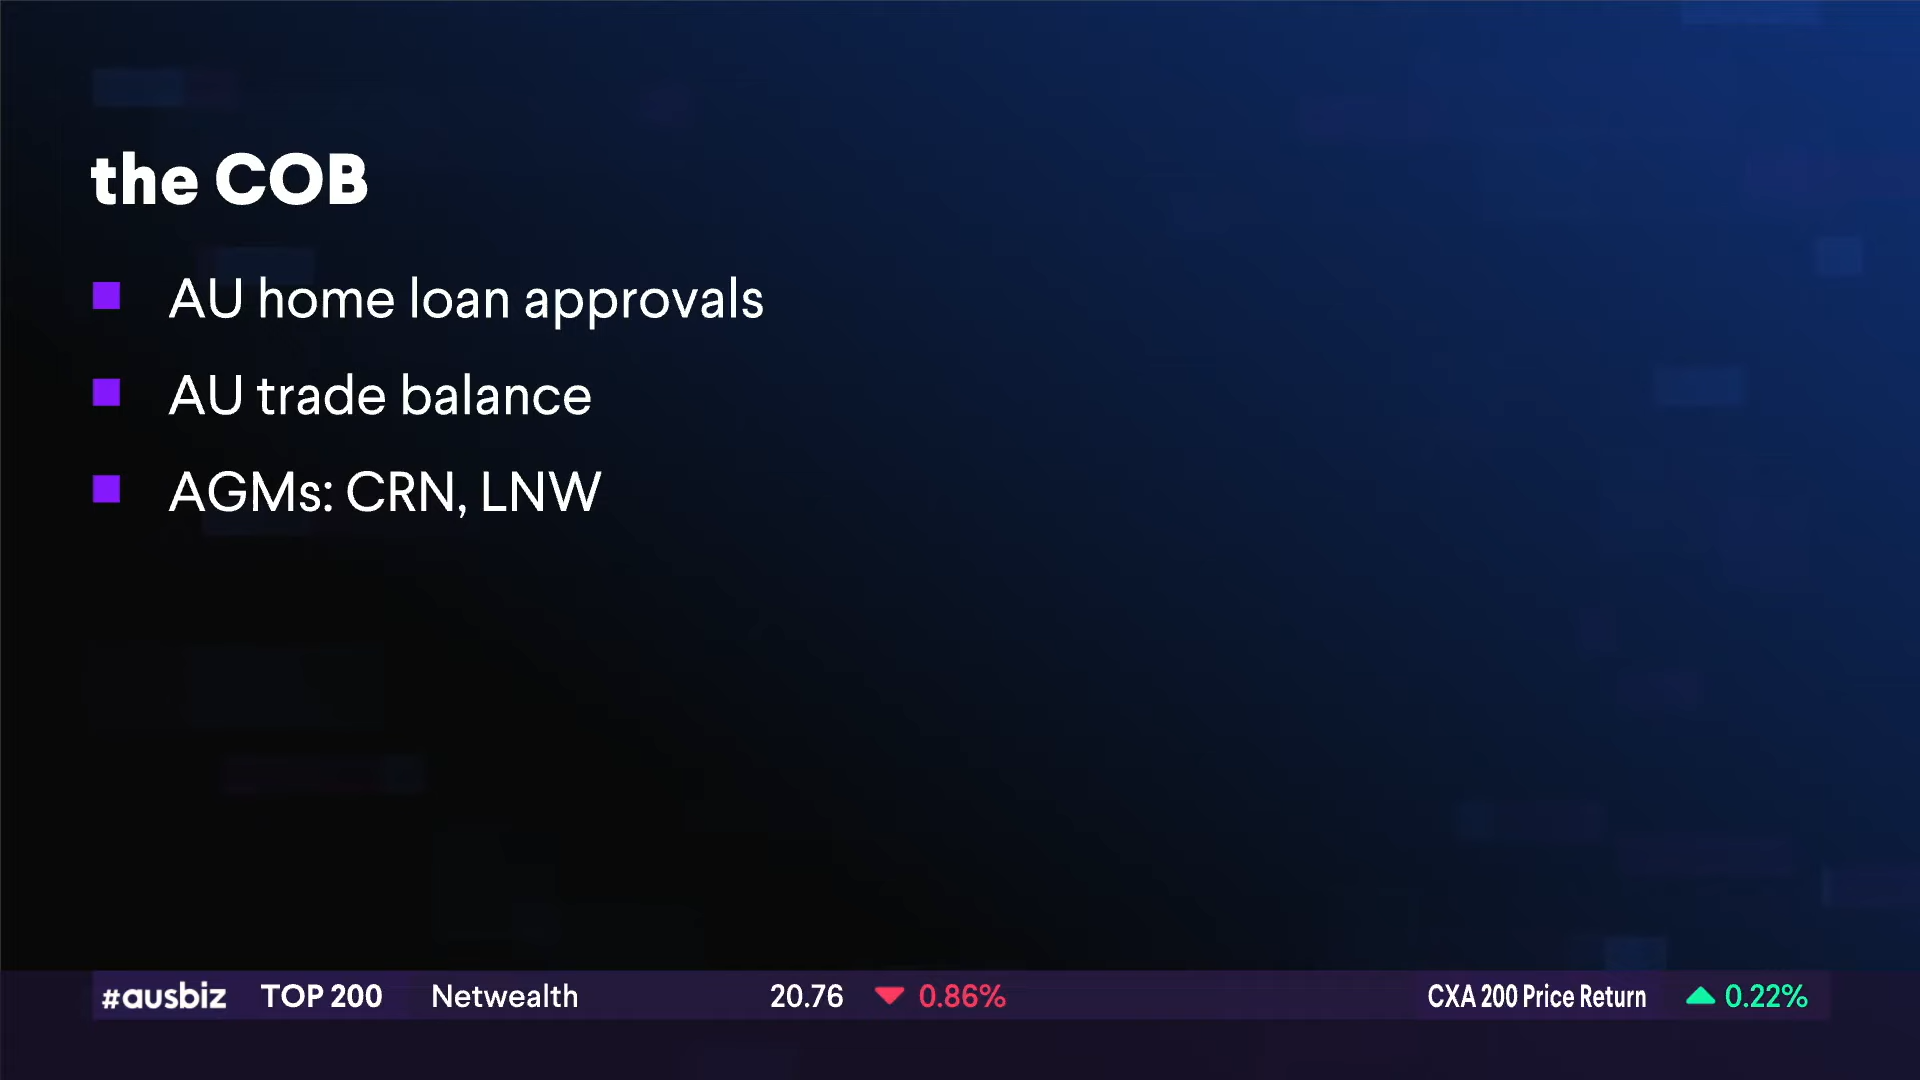 the COB
AU home loan approvals
AU trade balance
AGMs: CRN, LNW
#ausbiz TOP 200 Netwealth 20.76 0.86% CXA 200 Price Return 0.22%